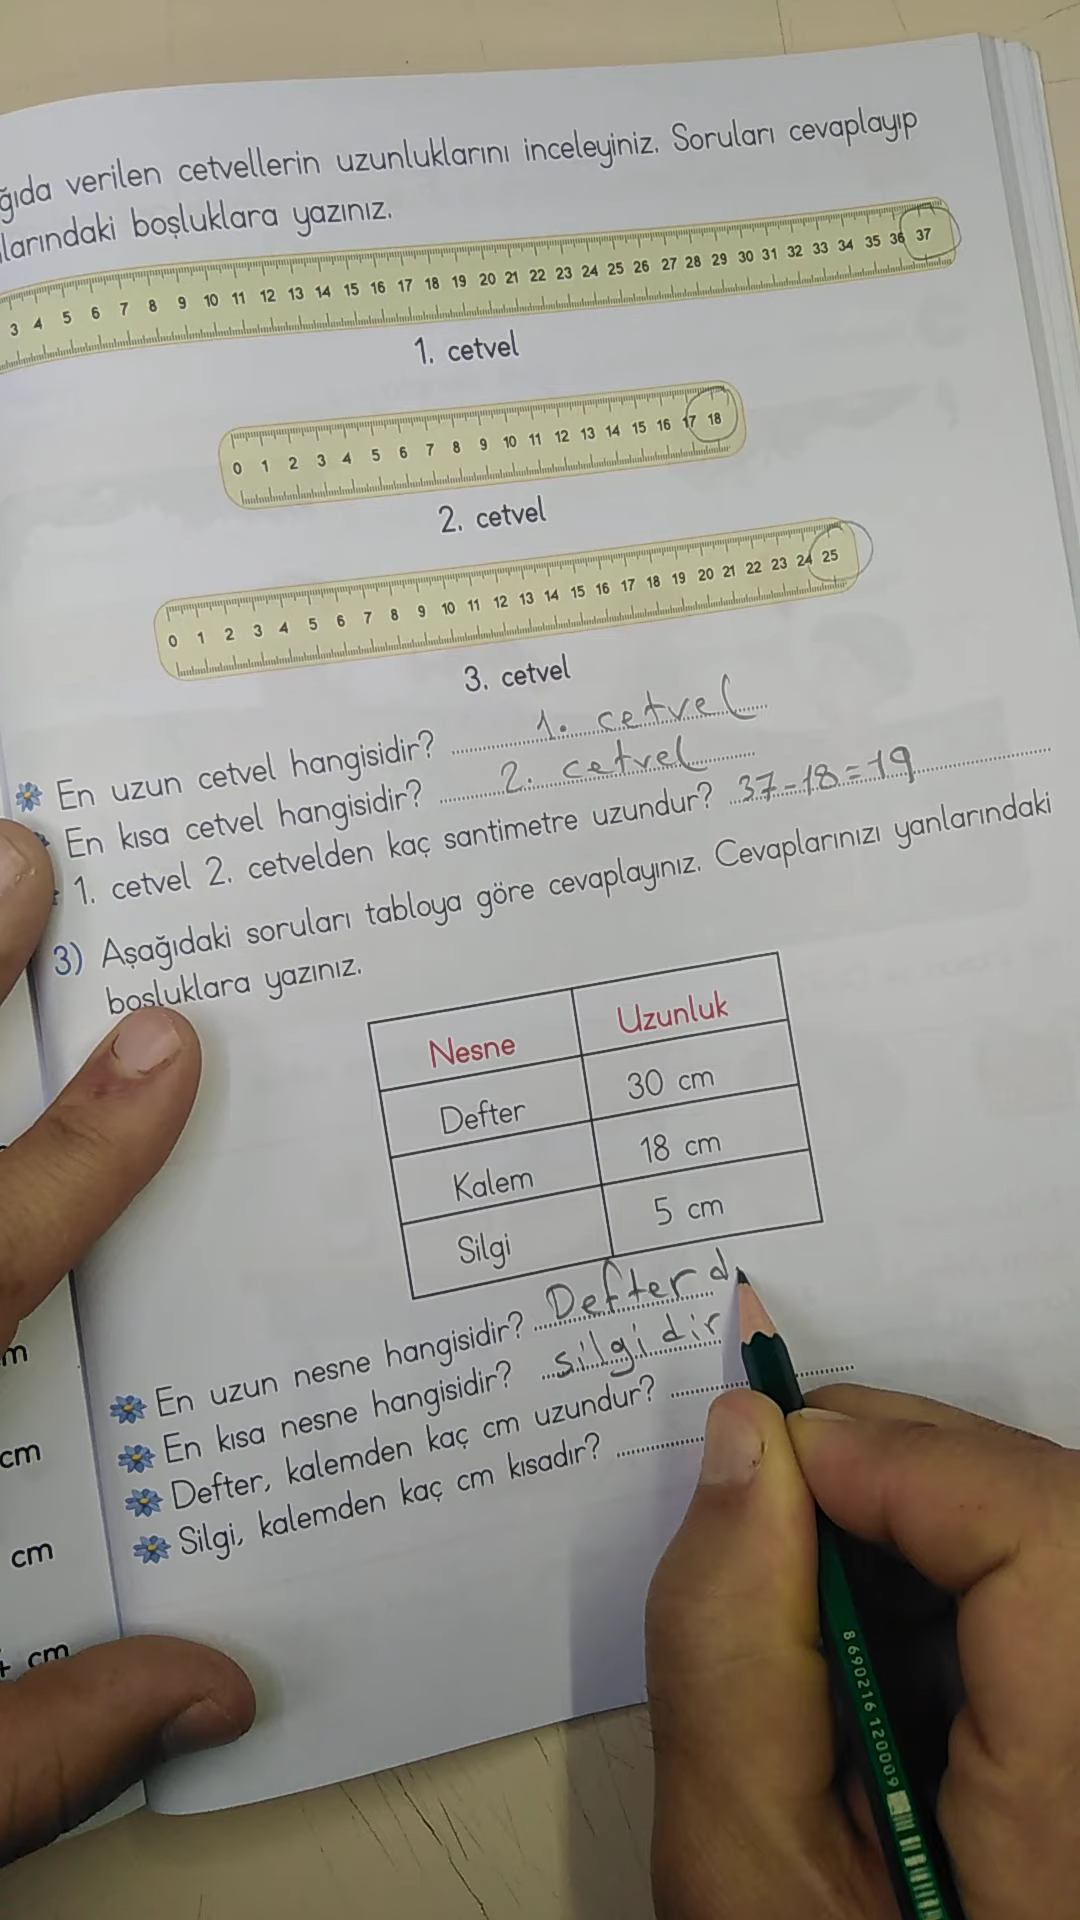 ğıda verilen cetvellerin uzunluklarını inceleyiniz. Soruları cevaplayıp
larındaki boşluklara yazınız.
3 4 5 6 7 8 9 10 11 12 13 14 15 16 17 18 19 20 21 22 23 24 25 26 27 28 29 30 31 32 33 34 35 36 37
1. cetvel
0 1 2 3 4 5 6 7 8 9 10 11 12 13 14 15 16 17 18
2. cetvel
0 1 2 3 4 5 6 7 8 9 10 11 12 13 14 15 16 17 18 19 20 21 22 23 24 25
3. cetvel
En uzun cetvel hangisidir? 1. cetvel
En kısa cetvel hangisidir? 2. cetvel
1. cetvel 2. cetvelden kaç santimetre uzundur? 37-18=19
3) Aşağıdaki soruları tabloya göre cevaplayınız. Cevaplarınızı yanlarındaki
boşluklara yazınız.
Nesne Uzunluk
Defter 30 cm
Kalem 18 cm
Silgi 5 cm
En uzun nesne hangisidir? Defter d
En kısa nesne hangisidir? silgidir
Defter, kalemden kaç cm uzundur?
Silgi, kalemden kaç cm kısadır?
m
cm
cm
cm
8690216120009